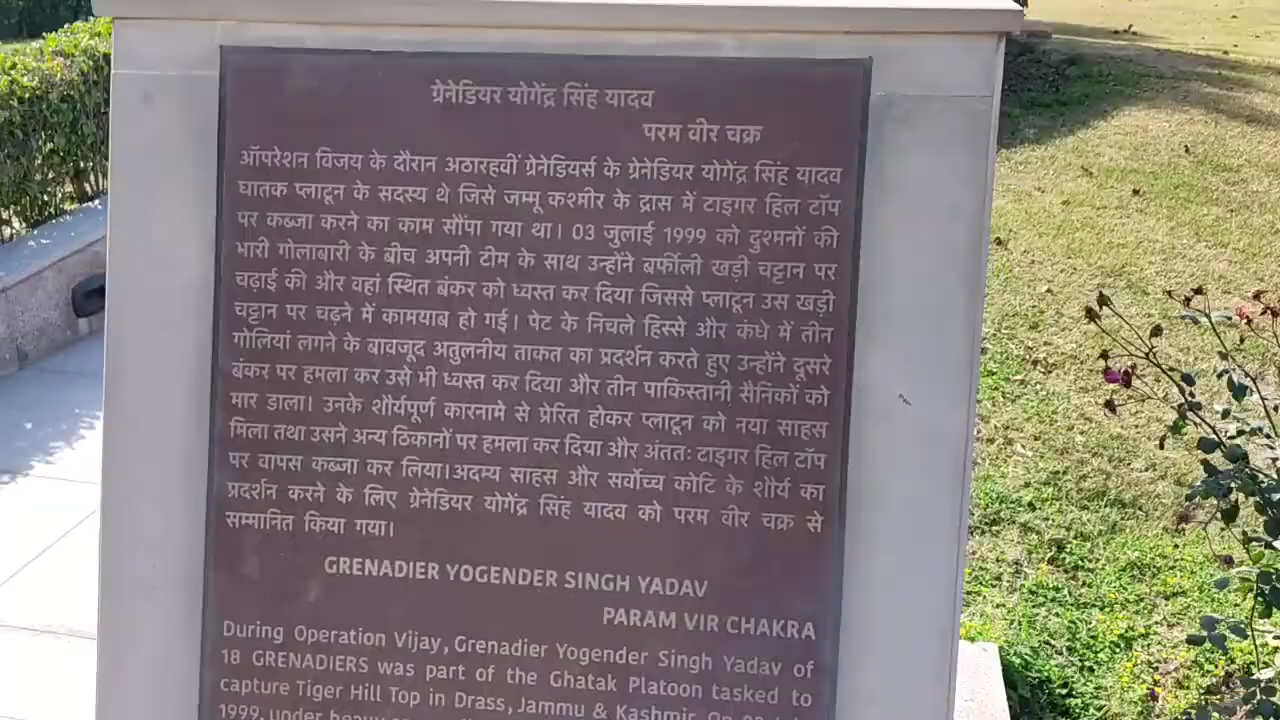 ग्रेनेडियर योगेंद्र सिंह यादव
परम वीर चक्र
ऑपरेशन विजय के दौरान अठारहवीं ग्रेनेडियर्स के ग्रेनेडियर योगेंद्र सिंह यादव
घातक प्लाटून के सदस्य थे जिसे जम्मू कश्मीर के द्रास में टाइगर हिल टॉप
पर कब्जा करने का काम सौंपा गया था। 03 जुलाई 1999 को दुश्मनों की
भारी गोलाबारी के बीच अपनी टीम के साथ उन्होंने बर्फीली खड़ी चट्टान पर
चढ़ाई की और वहां स्थित बंकर को ध्वस्त कर दिया जिससे प्लाटून उस खड़ी
चट्टान पर चढ़ने में कामयाब हो गई। पेट के निचले हिस्से और कंधे में तीन
गोलियां लगने के बावजूद अतुलनीय ताकत का प्रदर्शन करते हुए उन्होंने दूसरे
बंकर पर हमला कर उसे भी ध्वस्त कर दिया और तीन पाकिस्तानी सैनिकों को
मार डाला। उनके शौर्यपूर्ण कारनामे से प्रेरित होकर प्लाटून को नया साहस
मिला तथा उसने अन्य ठिकानों पर हमला कर दिया और अंततः टाइगर हिल टॉप
पर वापस कब्जा कर लिया।अदम्य साहस और सर्वोच्च कोटि के शौर्य का
प्रदर्शन करने के लिए ग्रेनेडियर योगेंद्र सिंह यादव को परम वीर चक्र से
सम्मानित किया गया।
GRENADIER YOGENDER SINGH YADAV
PARAM VIR CHAKRA
During Operation Vijay, Grenadier Yogender Singh Yadav of
18 GRENADIERS was part of the Ghatak Platoon tasked to
capture Tiger Hill Top in Drass, Jammu & Kashmir. On
1999, under heavy